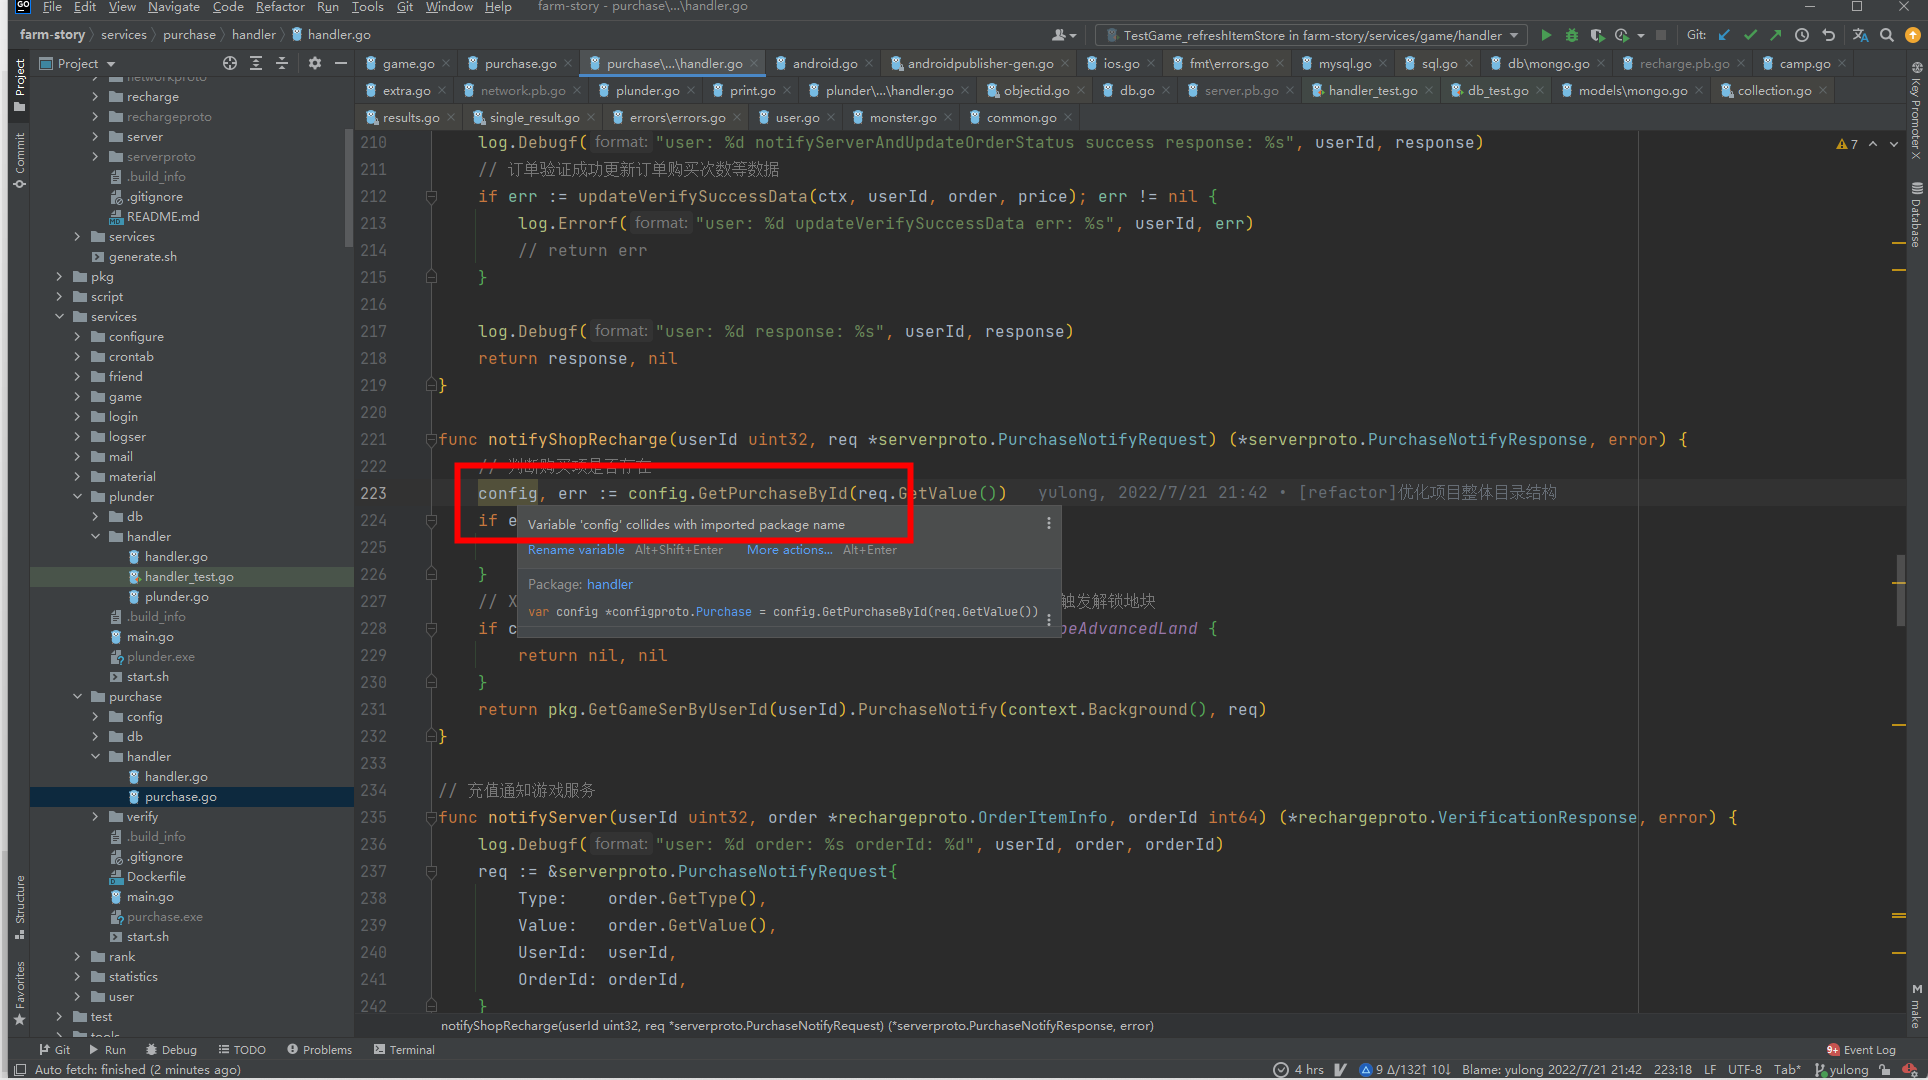 File Edit View Navigate Code Refactor Run Tools Git Window Help farm-story - purchase\...\handler.go
farm-story services purchase handler handler.go
TestGame_refreshItemStore in farm-story/services/game/handler
Git:
Project
game.go purchase.go purchase\...\handler.go android.go androidpublisher-gen.go ios.go fmt\errors.go mysql.go sql.go db\mongo.go recharge.pb.go camp.go
extra.go network.pb.go plunder.go print.go plunder\...\handler.go objectid.go db.go server.pb.go handler_test.go db_test.go models\mongo.go collection.go
results.go single_result.go errors\errors.go user.go monster.go common.go
Project
Commit
Structure
Favorites
networkproto
recharge
rechargeproto
server
serverproto
.build_info
.gitignore
README.md
services
generate.sh
pkg
script
services
configure
crontab
friend
game
login
logser
mail
material
plunder
db
handler
handler.go
handler_test.go
plunder.go
.build_info
main.go
plunder.exe
start.sh
purchase
config
db
handler
handler.go
purchase.go
verify
.build_info
.gitignore
Dockerfile
main.go
purchase.exe
start.sh
rank
statistics
user
test
tools
210 log.Debugf( format: "user: %d notifyServerAndUpdateOrderStatus success response: %s", userId, response)
7
211 // 订单验证成功更新订单购买次数等数据
212 if err := updateVerifySuccessData(ctx, userId, order, price); err != nil {
213 log.Errorf( format: "user: %d updateVerifySuccessData err: %s", userId, err)
214 // return err
215 }
216
217 log.Debugf( format: "user: %d response: %s", userId, response)
218 return response, nil
219 }
220
221 func notifyShopRecharge(userId uint32, req *serverproto.PurchaseNotifyRequest) (*serverproto.PurchaseNotifyResponse, error) {
222 // 判断购买项是否存在
223 config, err := config.GetPurchaseById(req.GetValue()) yulong, 2022/7/21 21:42 • [refactor]优化项目整体目录结构
224 if e
Variable 'config' collides with imported package name
225
Rename variable Alt+Shift+Enter More actions... Alt+Enter
226 }
Package: handler
227 // X 触发解锁地块
var config *configproto.Purchase = config.GetPurchaseById(req.GetValue())
228 if c peAdvancedLand {
229 return nil, nil
230 }
231 return pkg.GetGameSerByUserId(userId).PurchaseNotify(context.Background(), req)
232 }
233
234 // 充值通知游戏服务
235 func notifyServer(userId uint32, order *rechargeproto.OrderItemInfo, orderId int64) (*rechargeproto.VerificationResponse, error) {
236 log.Debugf( format: "user: %d order: %s orderId: %d", userId, order, orderId)
237 req := &serverproto.PurchaseNotifyRequest{
238 Type: order.GetType(),
239 Value: order.GetValue(),
240 UserId: userId,
241 OrderId: orderId,
242 }
notifyShopRecharge(userId uint32, req *serverproto.PurchaseNotifyRequest) (*serverproto.PurchaseNotifyResponse, error)
Key Promoter X
Database
make
Git Run Debug TODO Problems Terminal
9+ Event Log
Auto fetch: finished (2 minutes ago)
4 hrs 9 Δ/132↑ 10↓ Blame: yulong 2022/7/21 21:42 223:18 LF UTF-8 Tab* yulong